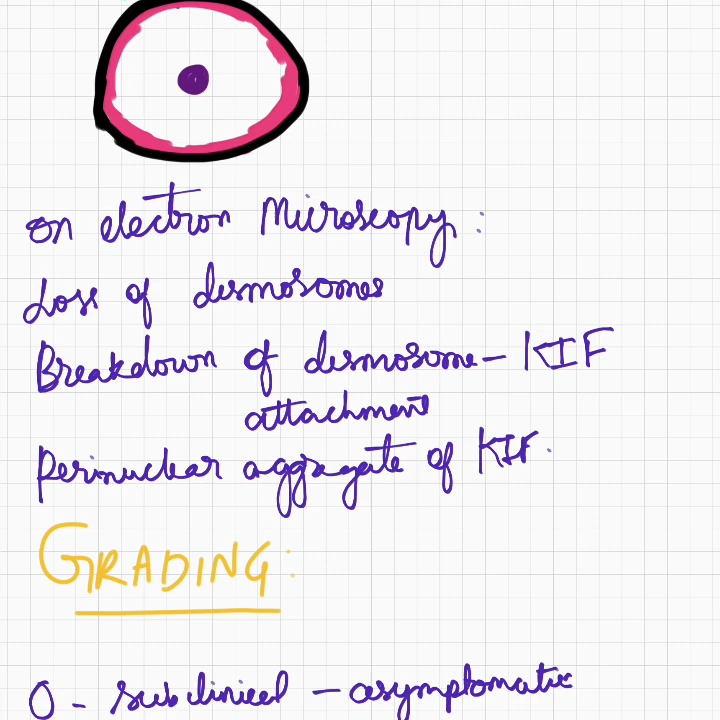 on electron Microscopy:
Loss of desmosomes
Breakdown of desmosome - KIF
attachment
Perinuclear aggregate of KIF.
GRADING:
0 - subclinical - asymptomatic